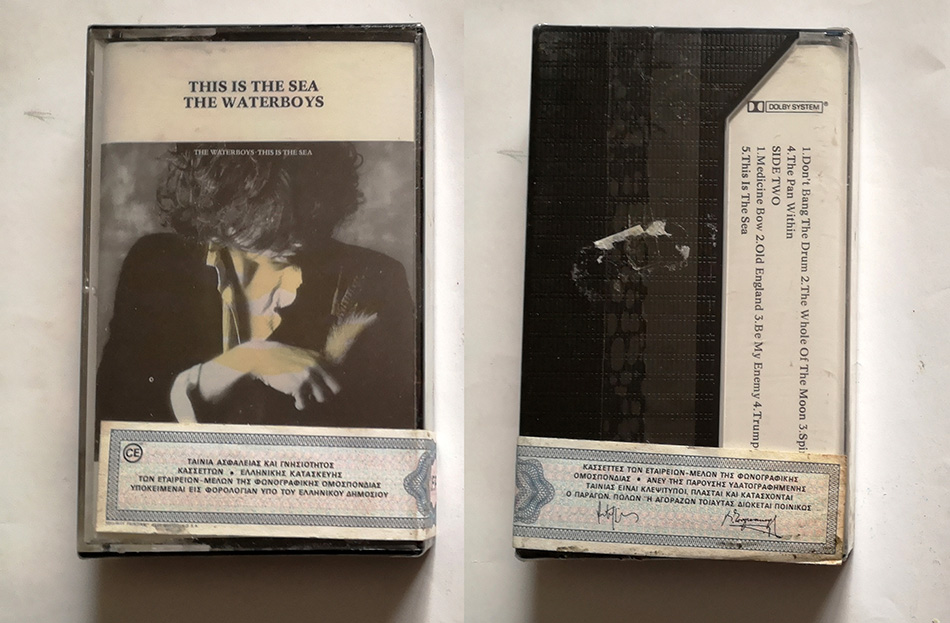 THIS IS THE SEA
THE WATERBOYS
THE WATERBOYS·THIS IS THE SEA
CE
ΤΑΙΝΙΑ ΑΣΦΑΛΕΙΑΣ ΚΑΙ ΓΝΗΣΙΟΤΗΤΟΣ
ΚΑΣΣΕΤΤΩΝ • ΕΛΛΗΝΙΚΗΣ ΚΑΤΑΣΚΕΥΗΣ
ΤΩΝ ΕΤΑΙΡΕΙΩΝ-ΜΕΛΩΝ ΤΗΣ ΦΩΝΟΓΡΑΦΙΚΗΣ ΟΜΟΣΠΟΝΔΙΑΣ
ΥΠΟΚΕΙΜΕΝΑΙ ΕΙΣ ΦΟΡΟΛΟΓΙΑΝ ΥΠΟ ΤΟΥ ΕΛΛΗΝΙΚΟΥ ΔΗΜΟΣΙΟΥ
DOLBY SYSTEM®
1.Don't Bang The Drum 2.The Whole Of The Moon 3.Spi
4.The Pan Within
SIDE TWO
1.Medicine Bow 2.Old England 3.Be My Enemy 4.Trump
5.This Is The Sea
ΚΑΣΣΕΤΤΕΣ ΤΩΝ ΕΤΑΙΡΕΙΩΝ-ΜΕΛΩΝ ΤΗΣ ΦΩΝΟΓΡΑΦΙΚΗΣ
ΟΜΟΣΠΟΝΔΙΑΣ • ΑΝΕΥ ΤΗΣ ΠΑΡΟΥΣΗΣ ΥΔΑΤΟΓΡΑΦΗΜΕΝΗΣ
ΤΑΙΝΙΑΣ ΕΙΝΑΙ ΚΛΕΨΙΤΥΠΟΙ ΠΛΑΣΤΑΙ ΚΑΙ ΚΑΤΑΣΧΟΝΤΑΙ
Ο ΠΑΡΑΓΩΝ. ΠΩΛΩΝ Ή ΑΓΟΡΑΖΩΝ ΤΟΙΑΥΤΑΣ ΔΙΩΚΕΤΑΙ ΠΟΙΝΙΚΩΣ